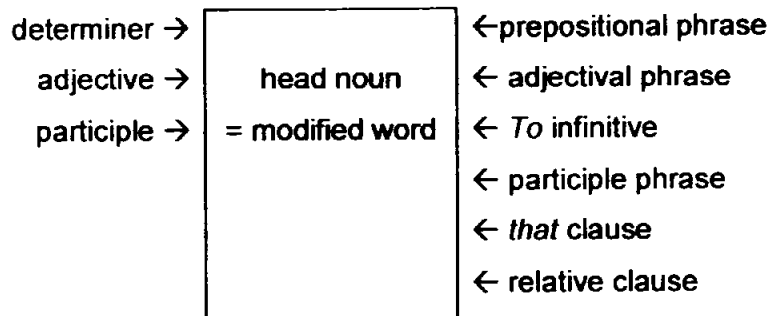 determiner → ←prepositional phrase
adjective → head noun ← adjectival phrase
participle → = modified word ← To infinitive
← participle phrase
← that clause
← relative clause